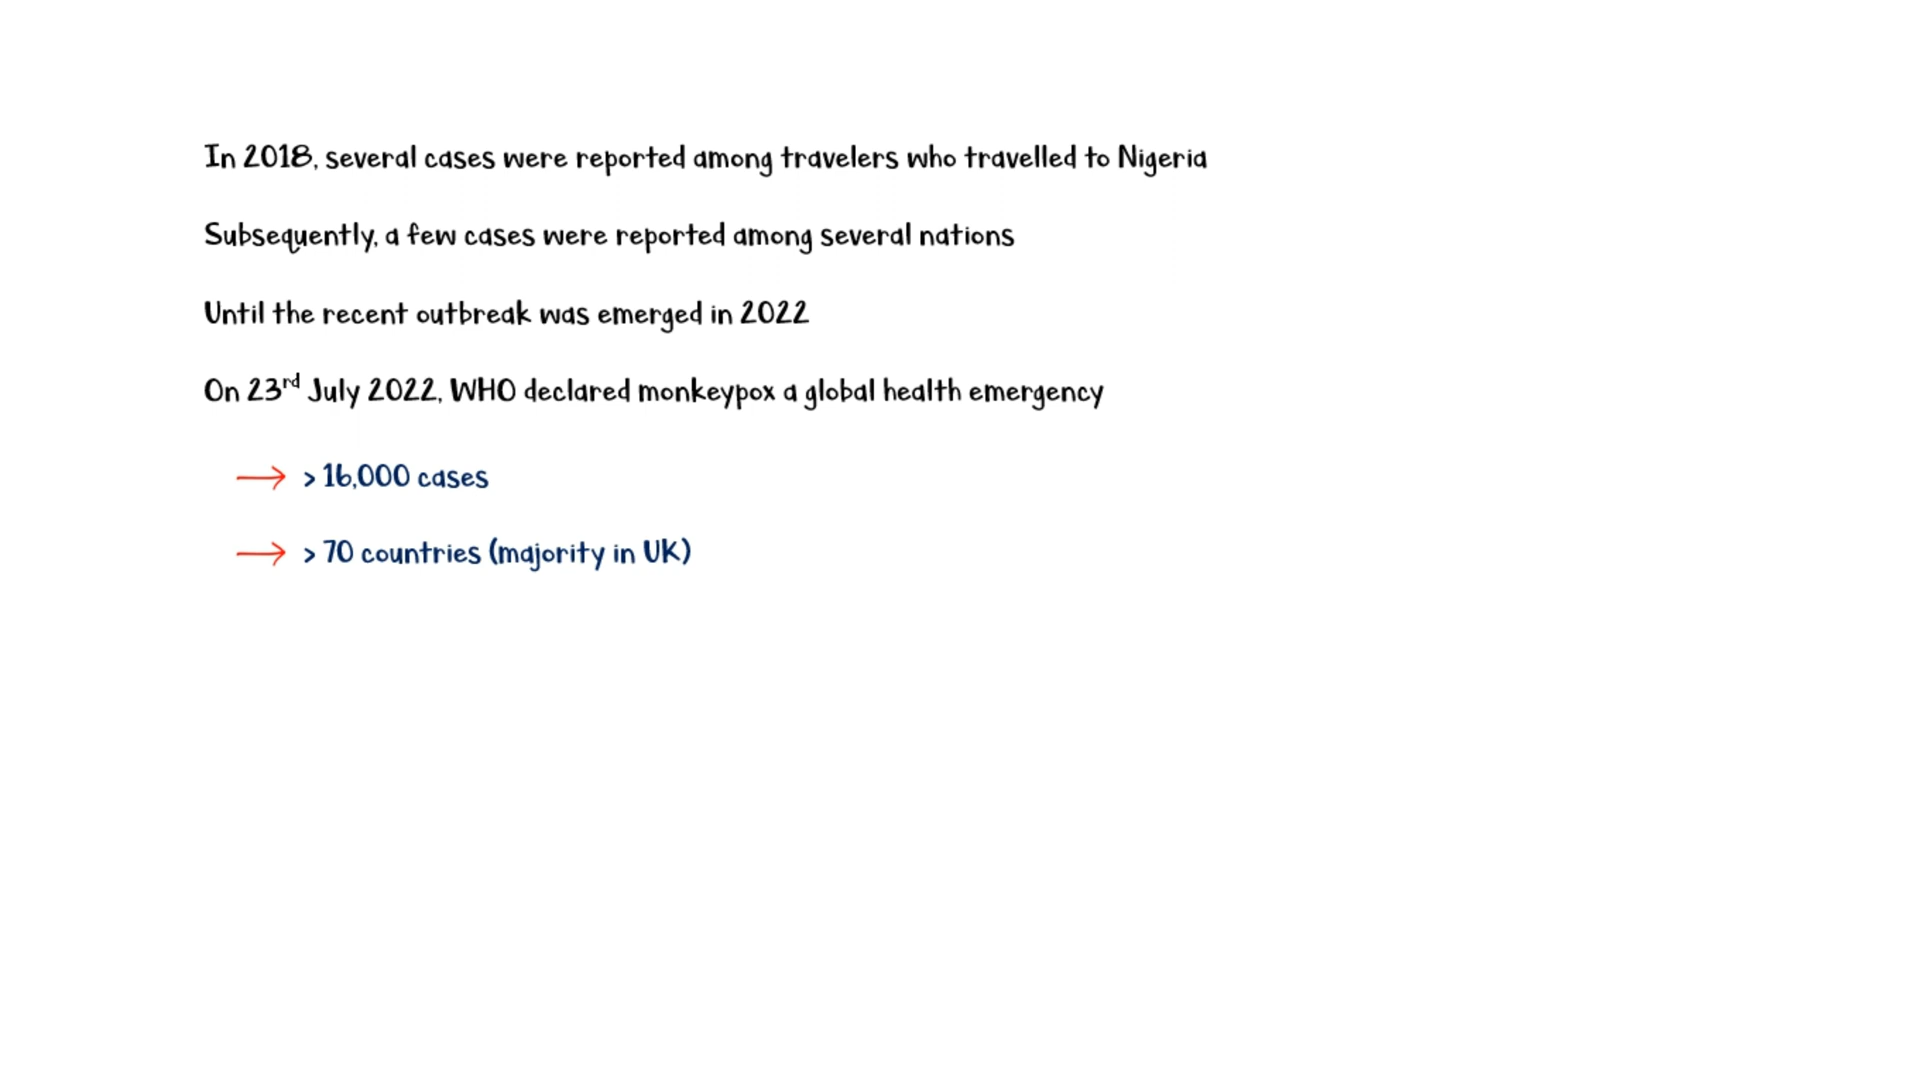 In 2018, several cases were reported among travelers who travelled to Nigeria
Subsequently, a few cases were reported among several nations
Until the recent outbreak was emerged in 2022
On 23rd July 2022, WHO declared monkeypox a global health emergency
→ > 16,000 cases
→ > 70 countries (majority in UK)